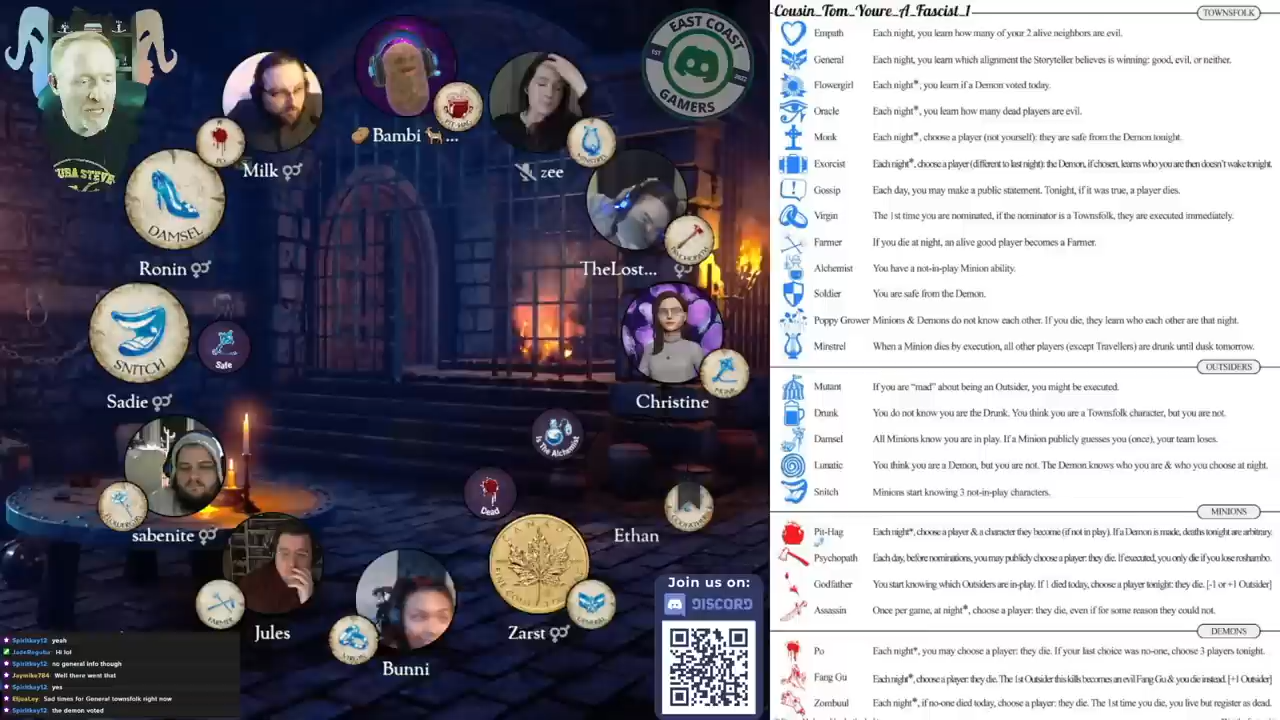 Cousin_Tom_Youre_A_Fascist_1
TOWNSFOLK
Empath Each night, you learn how many of your 2 alive neighbors are evil.
General Each night, you learn which alignment the Storyteller believes is winning: good, evil, or neither.
Flowergirl Each night*, you learn if a Demon voted today.
Oracle Each night*, you learn how many dead players are evil.
Monk Each night*, choose a player (not yourself): they are safe from the Demon tonight.
Exorcist Each night*, choose a player (different to last night): the Demon, if chosen, learns who you are then doesn't wake tonight.
Gossip Each day, you may make a public statement. Tonight, if it was true, a player dies.
Virgin The 1st time you are nominated, if the nominator is a Townsfolk, they are executed immediately.
Farmer If you die at night, an alive good player becomes a Farmer.
Alchemist You have a not-in-play Minion ability.
Soldier You are safe from the Demon.
Poppy Grower Minions & Demons do not know each other. If you die, they learn who each other are that night.
Minstrel When a Minion dies by execution, all other players (except Travellers) are drunk until dusk tomorrow.
OUTSIDERS
Mutant If you are "mad" about being an Outsider, you might be executed.
Drunk You do not know you are the Drunk. You think you are a Townsfolk character, but you are not.
Damsel All Minions know you are in play. If a Minion publicly guesses you (once), your team loses.
Lunatic You think you are a Demon, but you are not. The Demon knows who you are & who you choose at night.
Snitch Minions start knowing 3 not-in-play characters.
MINIONS
Pit-Hag Each night*, choose a player & a character they become (if not in play). If a Demon is made, deaths tonight are arbitrary.
Psychopath Each day, before nominations, you may publicly choose a player: they die. If executed, you only die if you lose roshambo.
Godfather You start knowing which Outsiders are in-play. If 1 died today, choose a player tonight: they die. [-1 or +1 Outsider]
Assassin Once per game, at night*, choose a player: they die, even if for some reason they could not.
DEMONS
Po Each night*, you may choose a player: they die. If your last choice was no-one, choose 3 players tonight.
Fang Gu Each night*, choose a player: they die. The 1st Outsider this kills becomes an evil Fang Gu & you die instead. [+1 Outsider]
Zombuul Each night*, if no-one died today, choose a player: they die. The 1st time you die, you live but register as dead.
EAST COAST
EST 2022
GAMERS
Milk
PO
Bambi ...
PIT-HAG
zee
MINSTREL
TheLost...
Christine
MONK
Is The Alchemist
Ethan
Dead
Zarst
GENERAL
Bunni
Jules
FARMER
sabenite
FLOWERGIRL
Sadie
SNITCH
Safe
Ronin
DAMSEL
Join us on:
DISCORD
Spiritkey12: yeah
Hi lol
Spiritkey12: no general info though
Jaymike784: Well there went that
Spiritkey12: yes
Sad times for General townsfolk right now
Spiritkey12: the demon voted